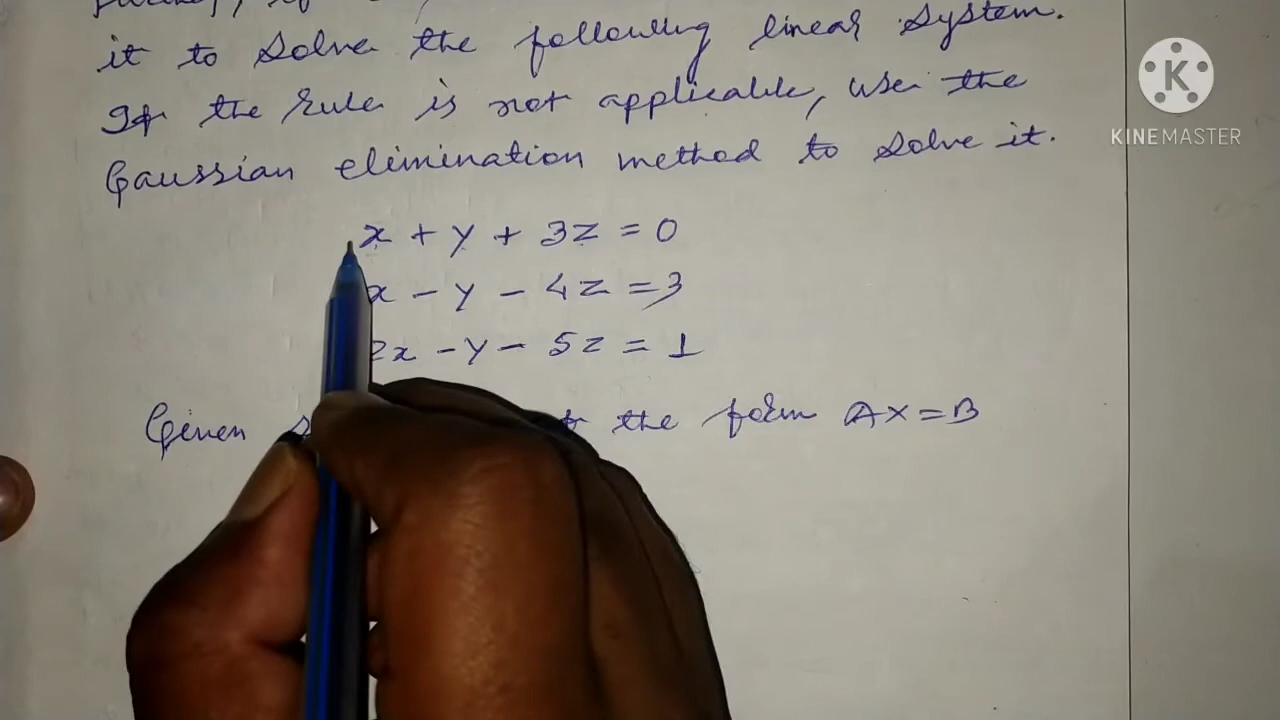 it to solve the following linear system.
If the rule is not applicable, use the
Gaussian elimination method to solve it.
x + y + 3z = 0
x - y - 4z = 3
2x - y - 5z = 1
Given the form AX = B
K
KINEMASTER